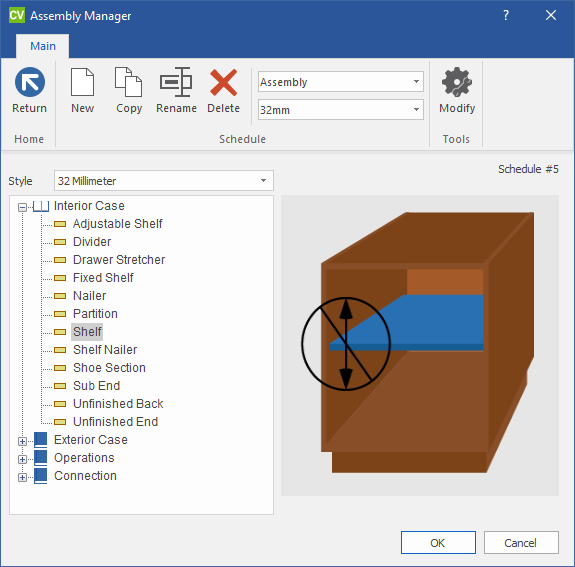 CV Assembly Manager ?
Main
Return
New
Copy
Rename
Delete
Assembly
32mm
Modify
Home
Schedule
Tools
Schedule #5
Style
32 Millimeter
Interior Case
Adjustable Shelf
Divider
Drawer Stretcher
Fixed Shelf
Nailer
Partition
Shelf
Shelf Nailer
Shoe Section
Sub End
Unfinished Back
Unfinished End
Exterior Case
Operations
Connection
OK
Cancel